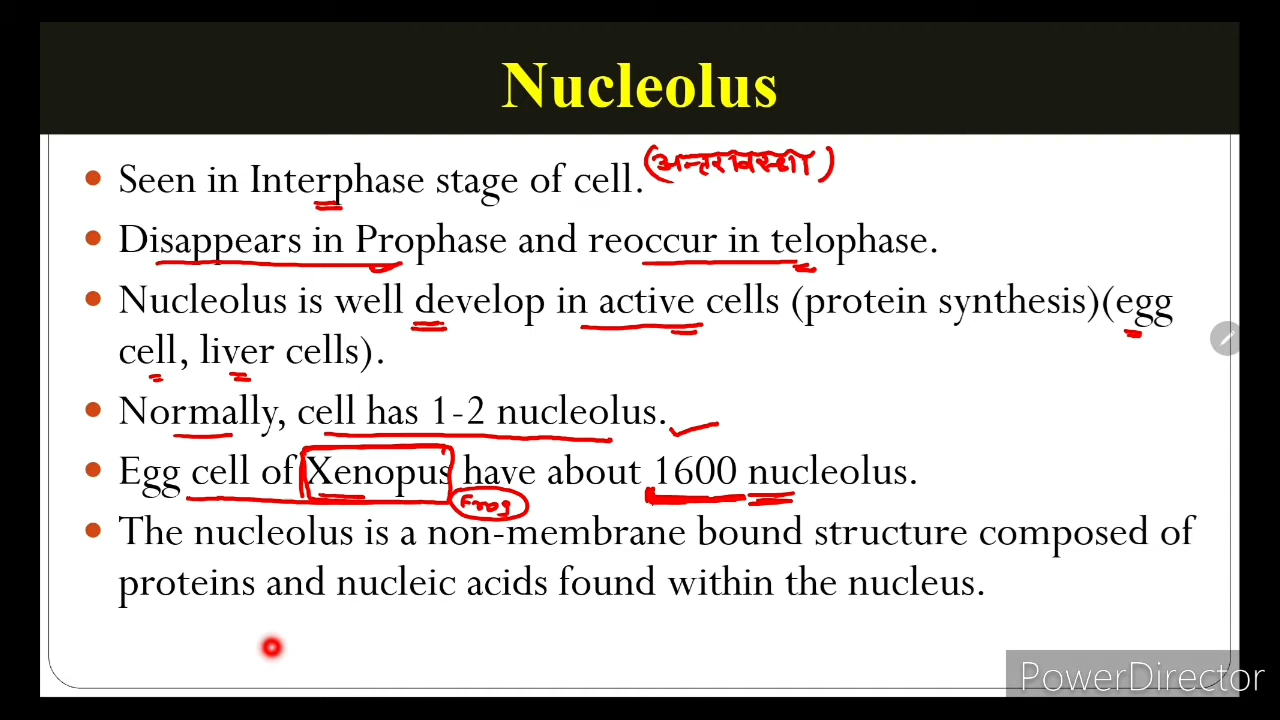 Nucleolus
Seen in Interphase stage of cell. (अन्तरावस्था)
Disappears in Prophase and reoccur in telophase.
Nucleolus is well develop in active cells (protein synthesis)(egg
cell, liver cells).
Normally, cell has 1-2 nucleolus.
Egg cell of Xenopus have about 1600 nucleolus.
Frog
The nucleolus is a non-membrane bound structure composed of
proteins and nucleic acids found within the nucleus.
PowerDirector